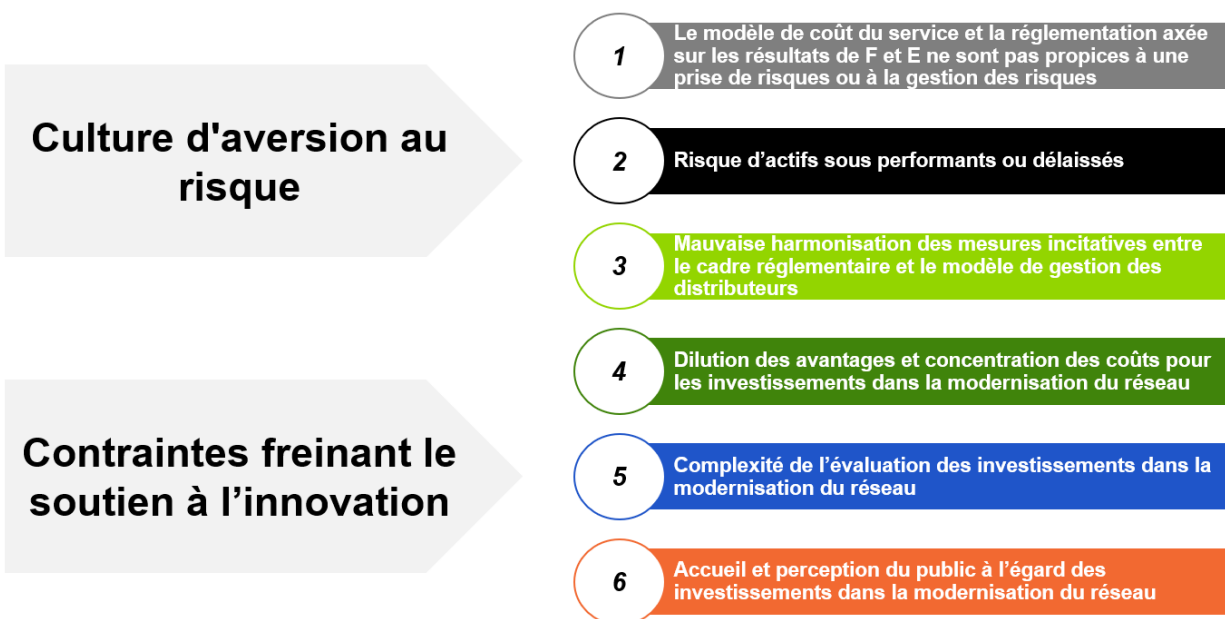 Culture d'aversion au
risque
Contraintes freinant le
soutien à l’innovation
1
Le modèle de coût du service et la réglementation axée
sur les résultats de F et E ne sont pas propices à une
prise de risques ou à la gestion des risques
2
Risque d’actifs sous performants ou délaissés
3
Mauvaise harmonisation des mesures incitatives entre
le cadre réglementaire et le modèle de gestion des
distributeurs
4
Dilution des avantages et concentration des coûts pour
les investissements dans la modernisation du réseau
5
Complexité de l’évaluation des investissements dans la
modernisation du réseau
6
Accueil et perception du public à l’égard des
investissements dans la modernisation du réseau